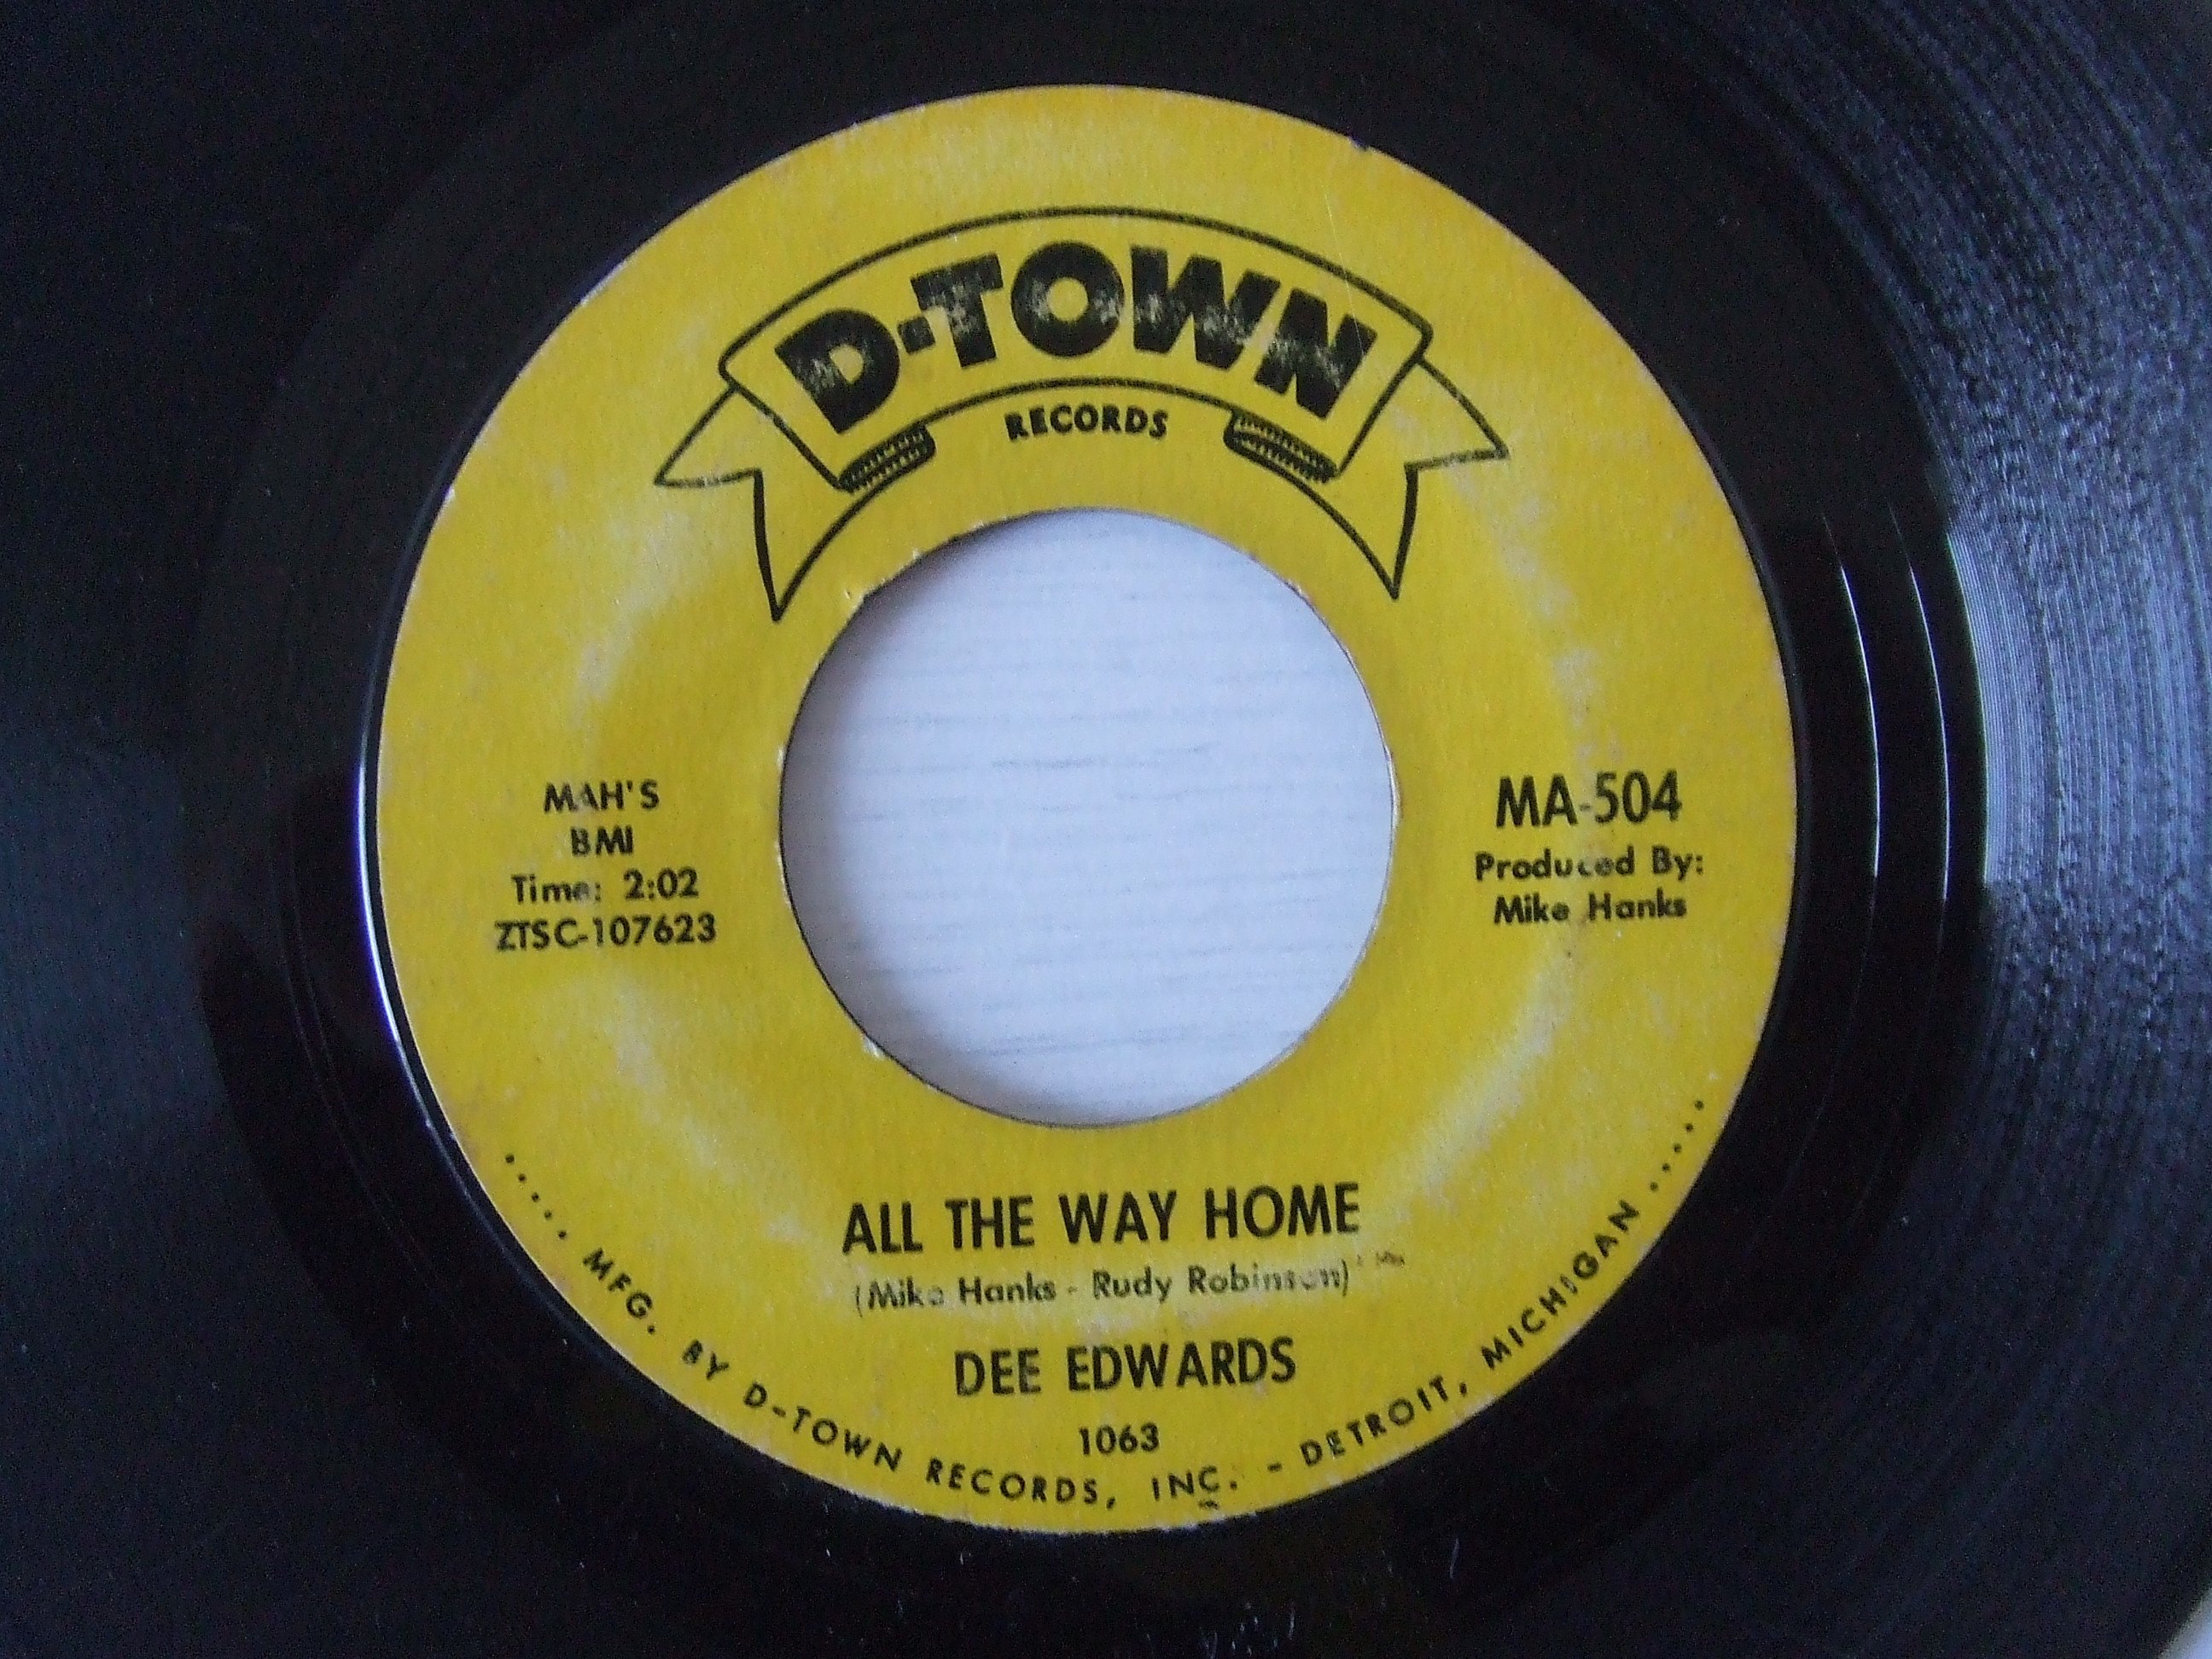 D-TOWN
RECORDS
MAH'S
BMI
Time: 2:02
ZTSC-107623
MA-504
Produced By:
Mike Hanks
ALL THE WAY HOME
(Mike Hanks - Rudy Robinson)
DEE EDWARDS
1063
..... MFG. BY D-TOWN RECORDS, INC. - DETROIT, MICHIGAN .....